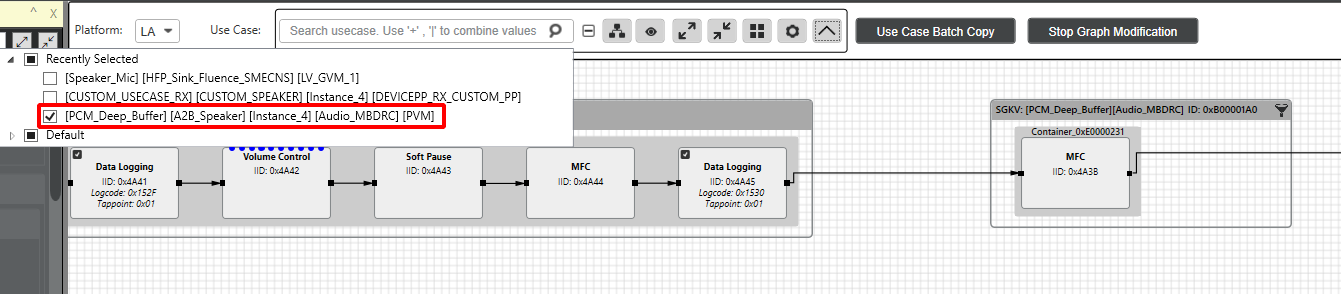 Platform: LA Use Case: Search usecase. Use '+' , '|' to combine values Use Case Batch Copy Stop Graph Modification
Recently Selected
[Speaker_Mic] [HFP_Sink_Fluence_SMECNS] [LV_GVM_1]
[CUSTOM_USECASE_RX] [CUSTOM_SPEAKER] [Instance_4] [DEVICEPP_RX_CUSTOM_PP]
[PCM_Deep_Buffer] [A2B_Speaker] [Instance_4] [Audio_MBDRC] [PVM]
Default
Data Logging
IID: 0x4A41
Logcode: 0x152F
Tappoint: 0x01
Volume Control
IID: 0x4A42
Soft Pause
IID: 0x4A43
MFC
IID: 0x4A44
Data Logging
IID: 0x4A45
Logcode: 0x1530
Tappoint: 0x01
SGKV: [PCM_Deep_Buffer][Audio_MBDRC] ID: 0xB00001A0
Container_0xE0000231
MFC
IID: 0x4A3B